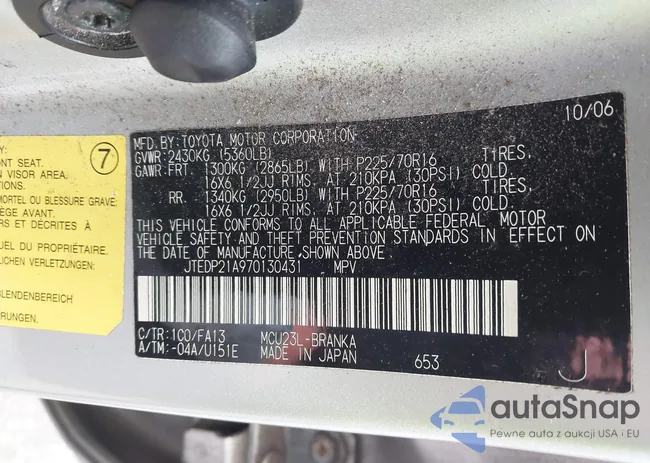 Y:
7
NT SEAT.
N VISOR AREA.
MORTEL OU BLESSURE GRAVE
ÈGE AVANT.
RS ET DÉCRITES À
UEL DU PROPRIÉTAIRE.
LICHEN VERLETZUNGEN:
BLENDENBEREICH
RUNGEN.
10/06
MFD.BY:TOYOTA MOTOR CORPORATION
GVWR:2430KG (5360LB)
GAWR:FRT. 1300KG (2865LB) WITH P225/70R16 TIRES,
16X6 1/2JJ RIMS, AT 210KPA (30PSI) COLD.
RR. 1340KG (2950LB) WITH P225/70R16 TIRES,
16X6 1/2JJ RIMS, AT 210KPA (30PSI) COLD.
THIS VEHICLE CONFORMS TO ALL APPLICABLE FEDERAL MOTOR
VEHICLE SAFETY AND THEFT PREVENTION STANDARDS IN EFFECT ON
THE DATE OF MANUFACTURE SHOWN ABOVE.
JTEDP21A970130431 MPV
C/TR:1C0/FA13 MCU23L-BRANKA
A/TM:-04A/U151E MADE IN JAPAN 653
J
autaSnap
Pewne auta z aukcji USA i EU